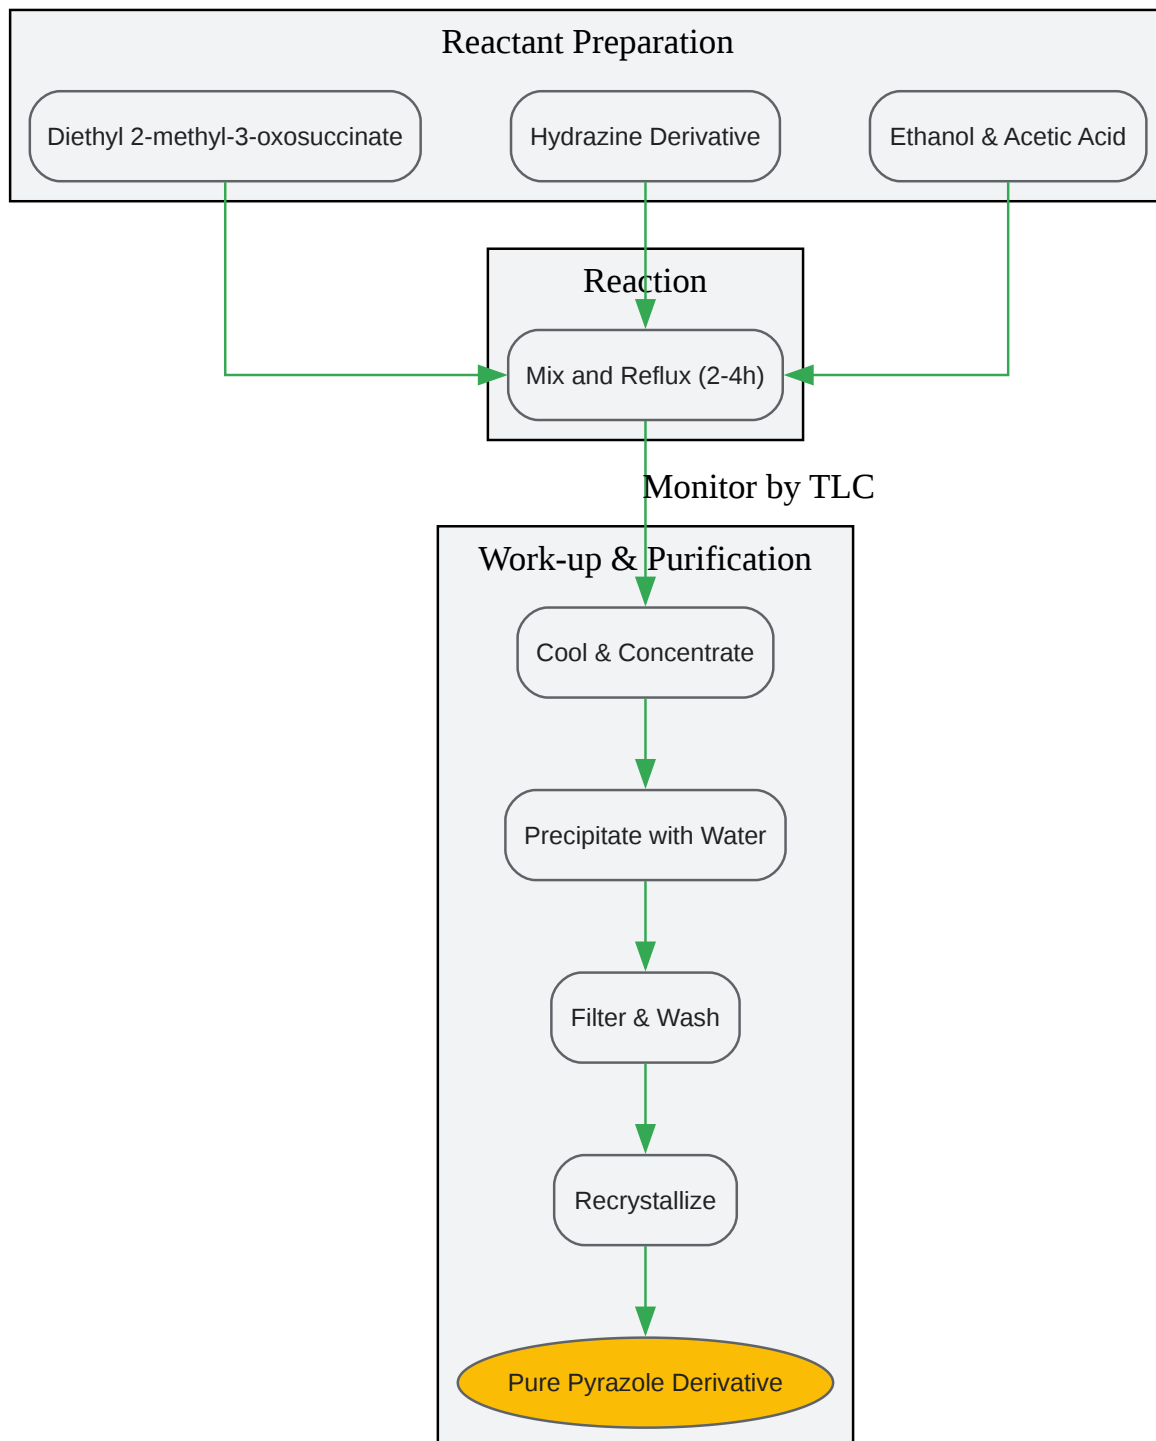 Reactant Preparation
Diethyl 2-methyl-3-oxosuccinate
Hydrazine Derivative
Ethanol & Acetic Acid
Reaction
Mix and Reflux (2-4h)
Monitor by TLC
Work-up & Purification
Cool & Concentrate
Precipitate with Water
Filter & Wash
Recrystallize
Pure Pyrazole Derivative